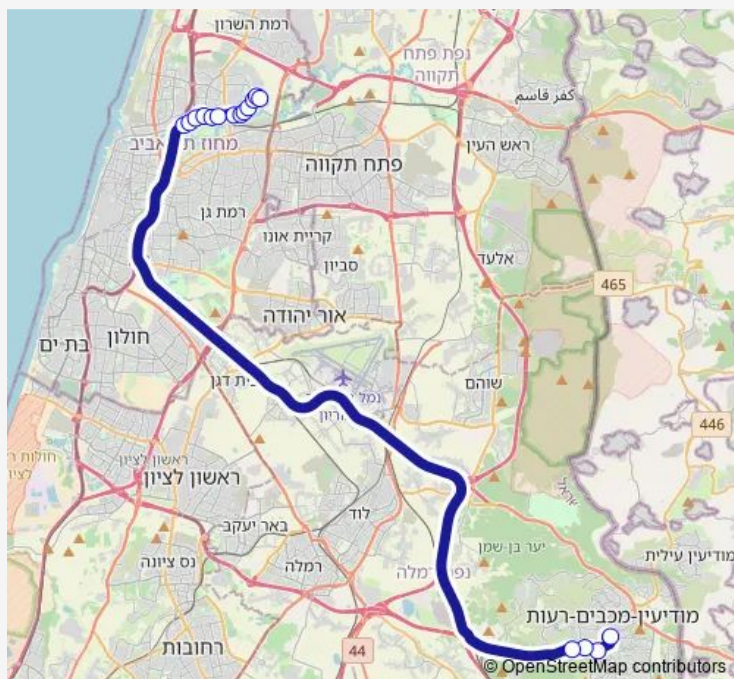 רמת השרון
נפת פתח
תקווה
כפר קאסם
ראש העין
פתח תקווה
רמת גן
קריית אונו
סביון
אלעד
465
אור יהודה
חולון
בת ים
שוהם
446
ראשון לציון
ראשון לציון
לוד
באר יעקב
יער בן-שמן
נס ציונה
רמלה
מודיעין עילית
מודיעין-מכבים-רעות
רחובות
44
© OpenStreetMap contributors